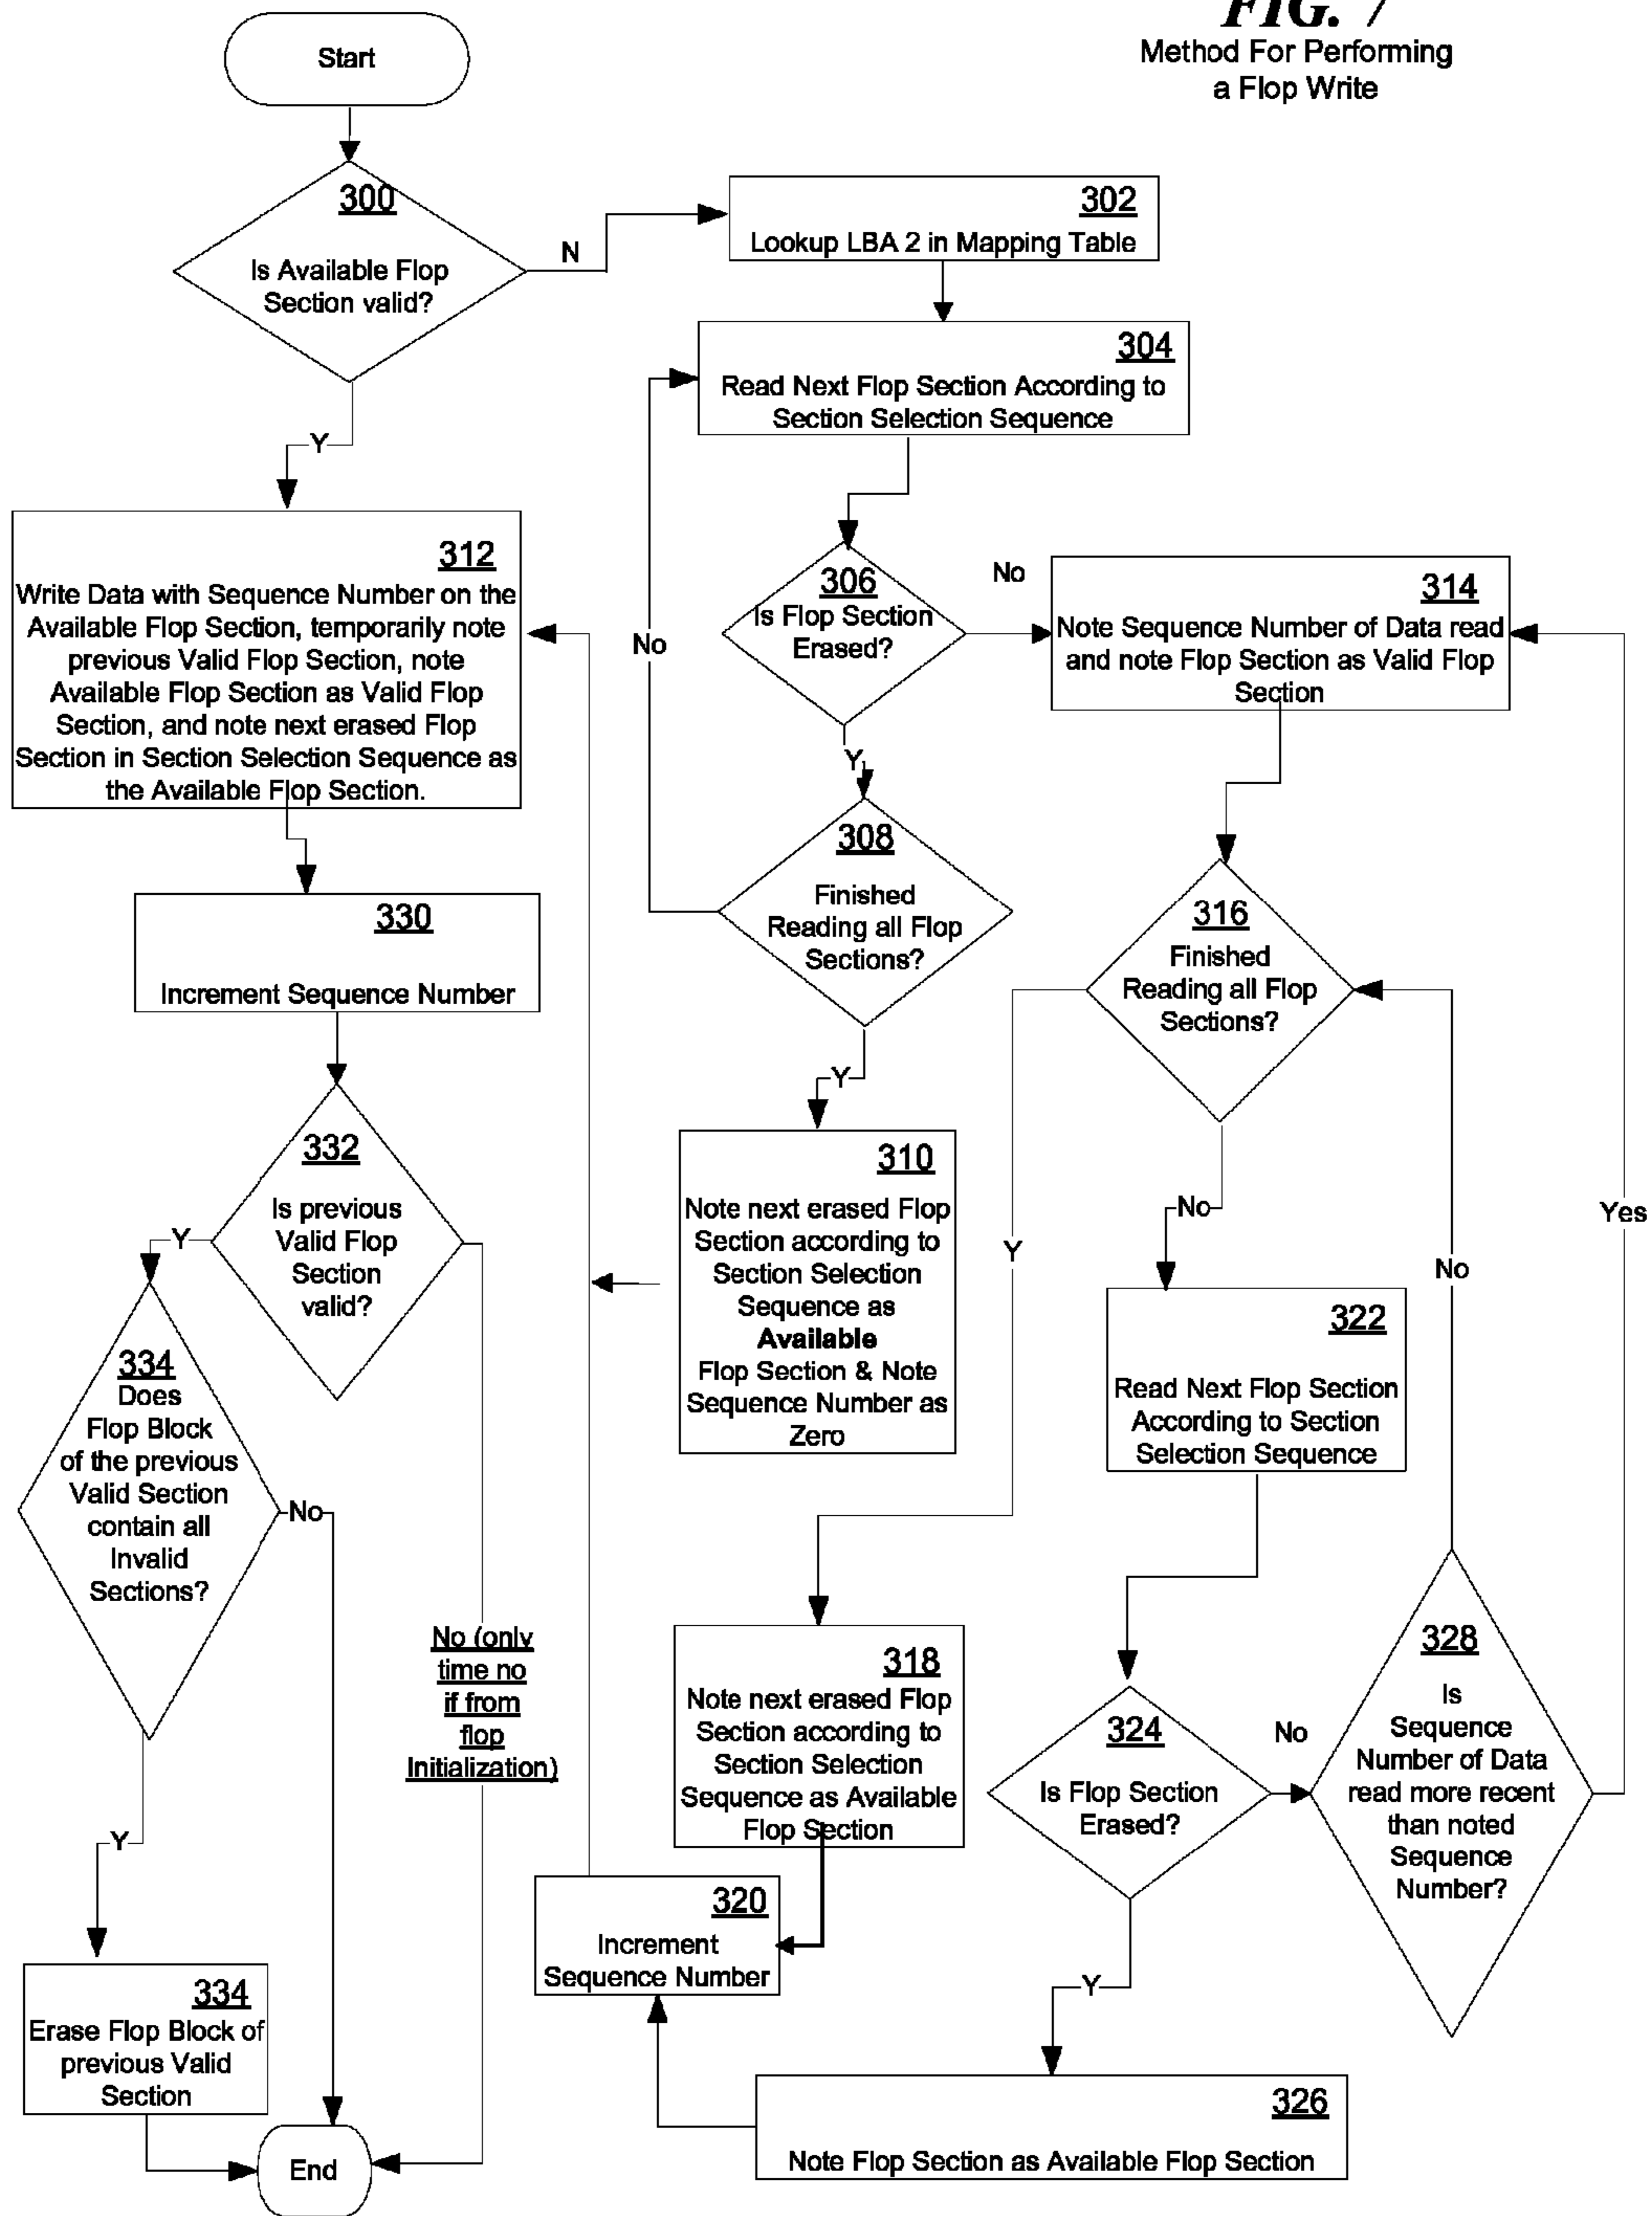 FIG. 7
Method For Performing
a Flop Write
Start
300
Is Available Flop
Section valid?
N
302
Lookup LBA 2 in Mapping Table
304
Read Next Flop Section According to
Section Selection Sequence
Y
312
Write Data with Sequence Number on the
Available Flop Section, temporarily note
previous Valid Flop Section, note
Available Flop Section as Valid Flop
Section, and note next erased Flop
Section in Section Selection Sequence as
the Available Flop Section.
306
Is Flop Section
Erased?
No
No
314
Note Sequence Number of Data read
and note Flop Section as Valid Flop
Section
Y
308
Finished
Reading all Flop
Sections?
316
Finished
Reading all Flop
Sections?
330
Increment Sequence Number
Y
332
Is previous
Valid Flop
Section
valid?
Y
310
Note next erased Flop
Section according to
Section Selection
Sequence as
Available
Flop Section & Note
Sequence Number as
Zero
No
Y
Yes
No
322
Read Next Flop Section
According to Section
Selection Sequence
334
Does
Flop Block
of the previous
Valid Section
contain all
Invalid
Sections?
No
No (only
time no
if from
flop
Initialization)
318
Note next erased Flop
Section according to
Section Selection
Sequence as Available
Flop Section
324
Is Flop Section
Erased?
No
328
Is
Sequence
Number of Data
read more recent
than noted
Sequence
Number?
Y
320
Increment
Sequence Number
Y
334
Erase Flop Block of
previous Valid
Section
326
Note Flop Section as Available Flop Section
End